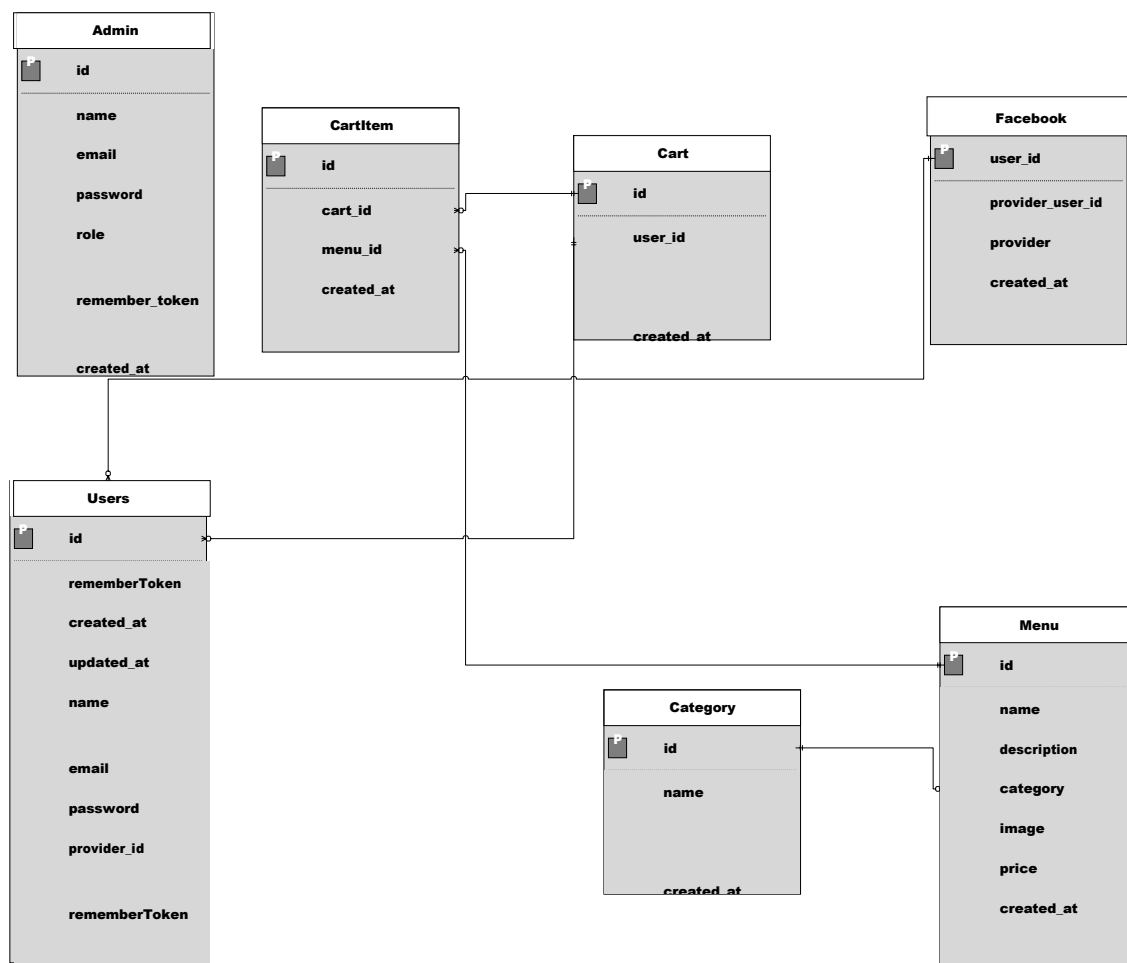 Admin
P
id
name
email
password
role
remember_token
created_at
CartItem
P
id
cart_id
menu_id
created_at
Cart
P
id
user_id
created_at
Facebook
P
user_id
provider_user_id
provider
created_at
Users
P
id
rememberToken
created_at
updated_at
name
email
password
provider_id
rememberToken
Category
P
id
name
created_at
Menu
P
id
name
description
category
image
price
created_at